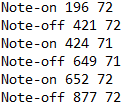 Note-on 196 72
Note-off 421 72
Note-on 424 71
Note-off 649 71
Note-on 652 72
Note-off 877 72